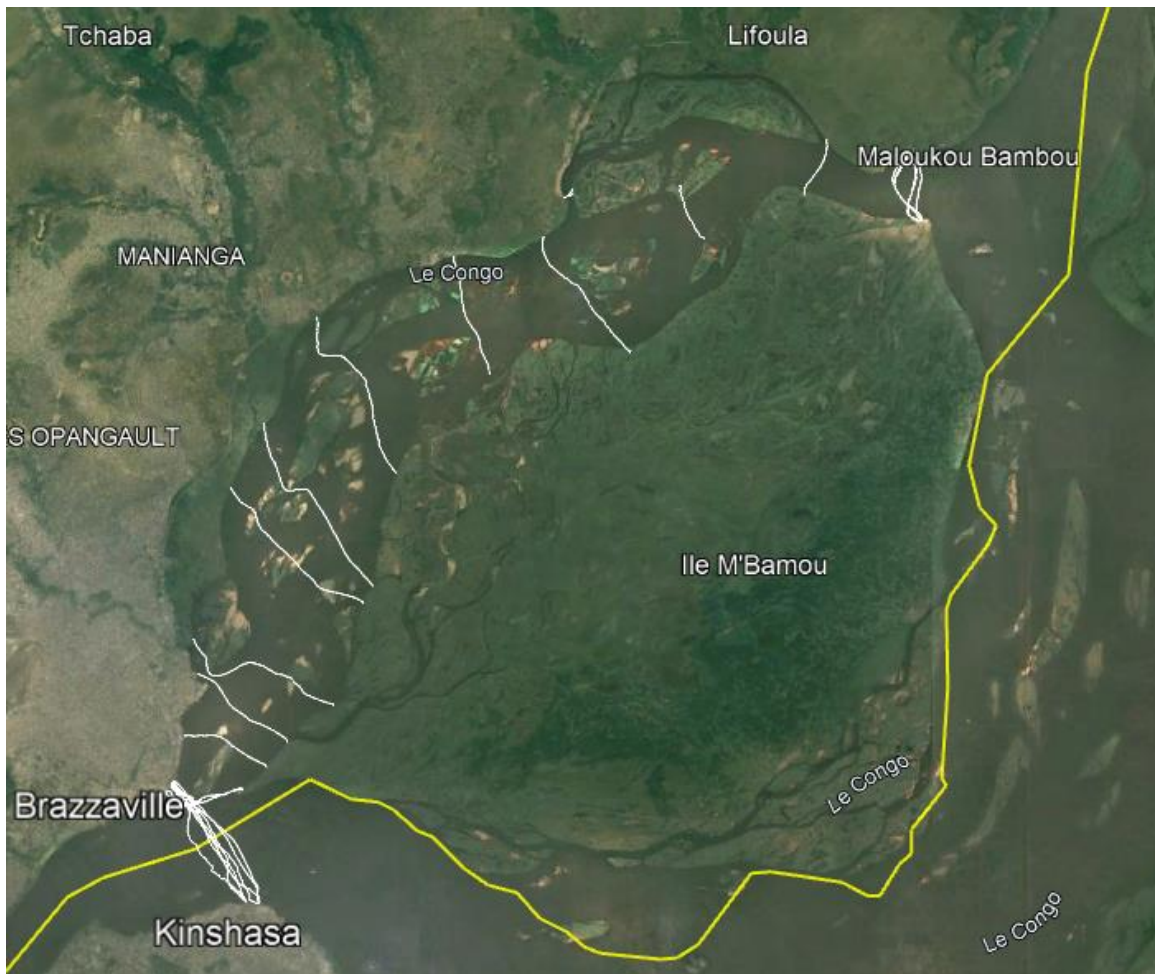 Tchaba
Lifoula
Maloukou Bambou
MANIANGA
Le Congo
S OPANGAULT
Ile M'Bamou
Le Congo
Brazzaville
Le Congo
Kinshasa